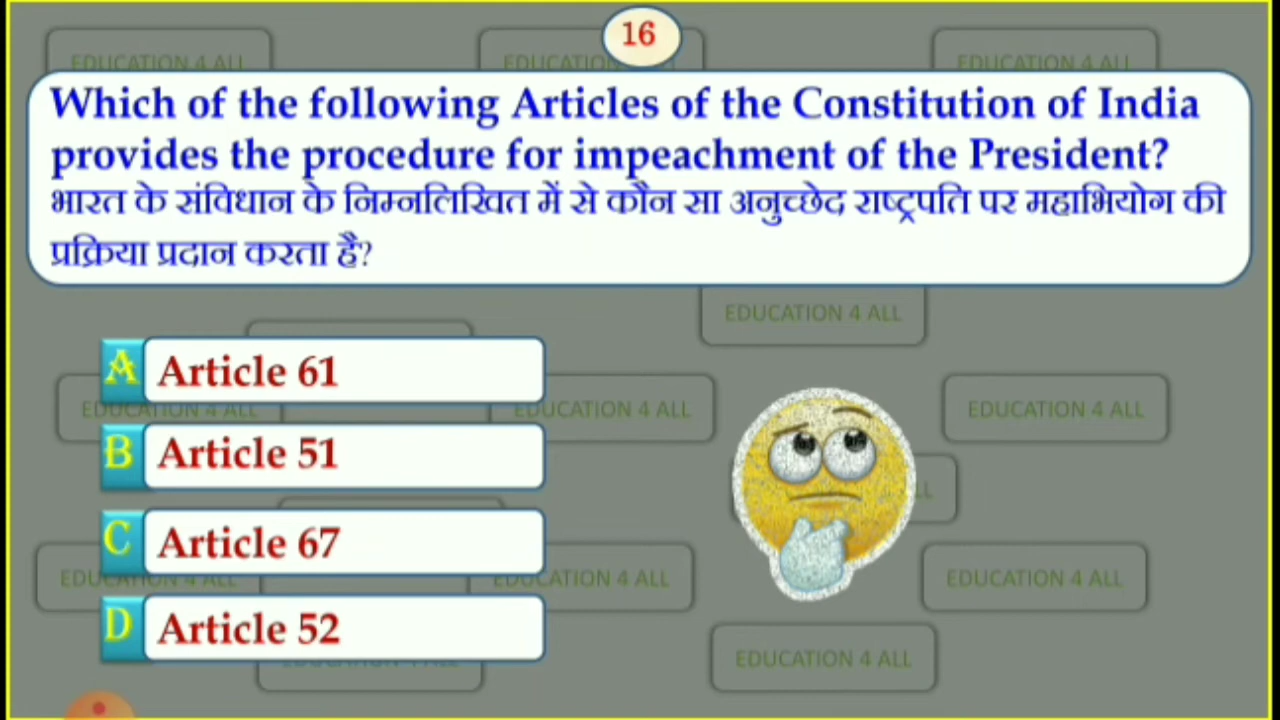 16
EDUCATION 4 ALL
EDUCATION
EDUCATION 4 ALL
Which of the following Articles of the Constitution of India
provides the procedure for impeachment of the President?
भारत के संविधान के निम्नलिखित में से कौन सा अनुच्छेद राष्ट्रपति पर महाभियोग की
प्रक्रिया प्रदान करता है?
EDUCATION 4 ALL
A Article 61
EDUCATION 4 ALL
EDUCATION 4 ALL
EDUCATION 4 ALL
B Article 51
C Article 67
EDUCATION 4 ALL
EDUCATION 4 ALL
EDUCATION 4 ALL
D Article 52
EDUCATION 4 ALL